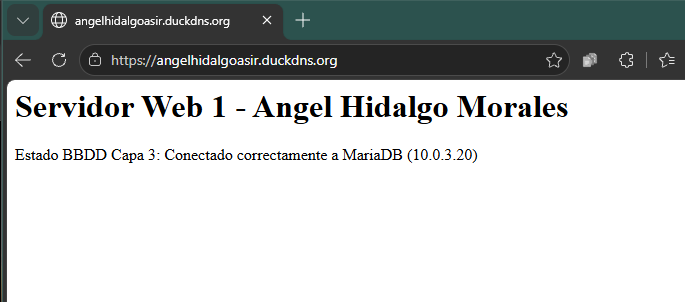 angelhidalgoasir.duckdns.org
https://angelhidalgoasir.duckdns.org
Servidor Web 1 - Angel Hidalgo Morales
Estado BBDD Capa 3: Conectado correctamente a MariaDB (10.0.3.20)